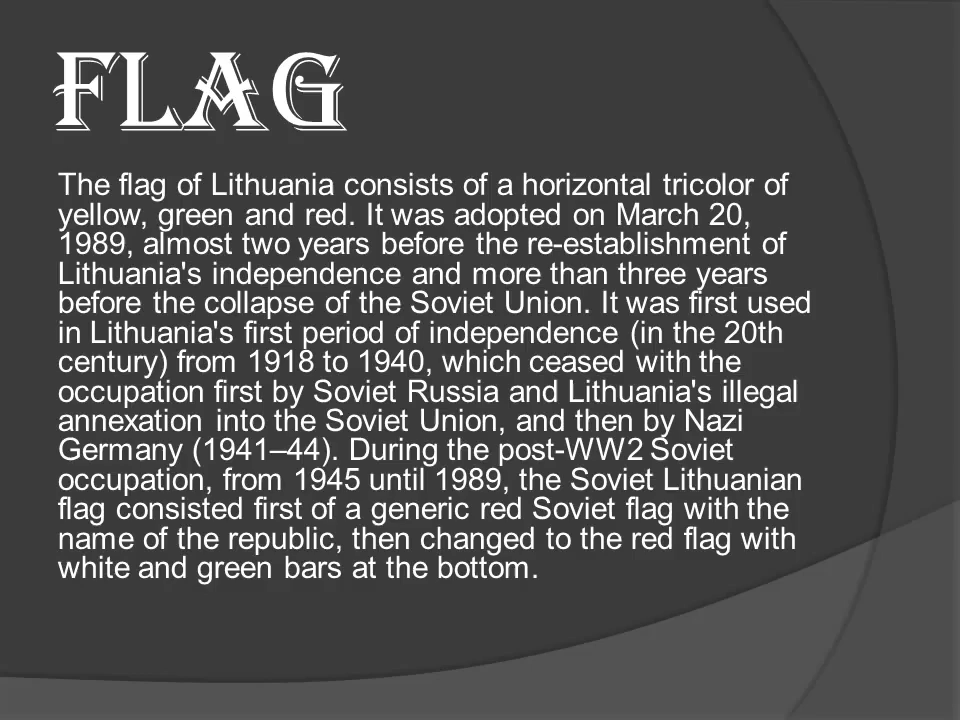 FLAG
The flag of Lithuania consists of a horizontal tricolor of
yellow, green and red. It was adopted on March 20,
1989, almost two years before the re-establishment of
Lithuania's independence and more than three years
before the collapse of the Soviet Union. It was first used
in Lithuania's first period of independence (in the 20th
century) from 1918 to 1940, which ceased with the
occupation first by Soviet Russia and Lithuania's illegal
annexation into the Soviet Union, and then by Nazi
Germany (1941–44). During the post-WW2 Soviet
occupation, from 1945 until 1989, the Soviet Lithuanian
flag consisted first of a generic red Soviet flag with the
name of the republic, then changed to the red flag with
white and green bars at the bottom.